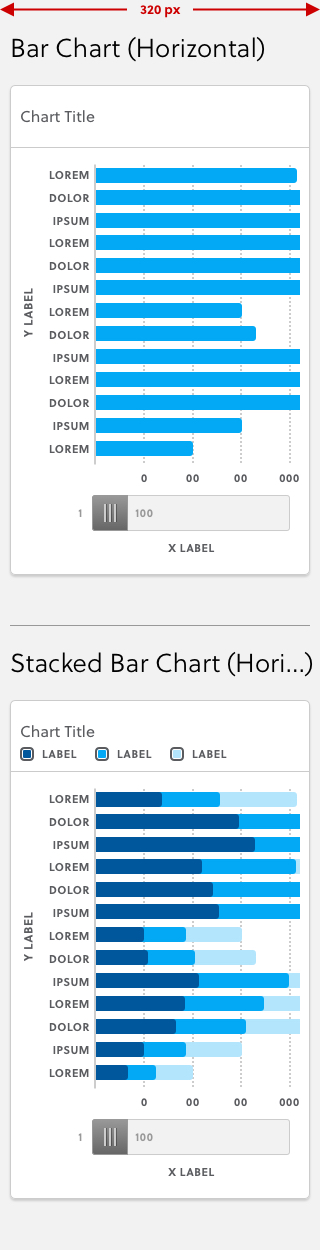 320 px
Bar Chart (Horizontal)
Chart Title
LOREM
DOLOR
IPSUM
LOREM
DOLOR
IPSUM
LOREM
DOLOR
IPSUM
LOREM
DOLOR
IPSUM
LOREM
Y LABEL
0 00 00 000
1 100
X LABEL
Stacked Bar Chart (Hori...)
Chart Title
LABEL LABEL LABEL
LOREM
DOLOR
IPSUM
LOREM
DOLOR
IPSUM
LOREM
DOLOR
IPSUM
LOREM
DOLOR
IPSUM
LOREM
Y LABEL
0 00 00 000
1 100
X LABEL